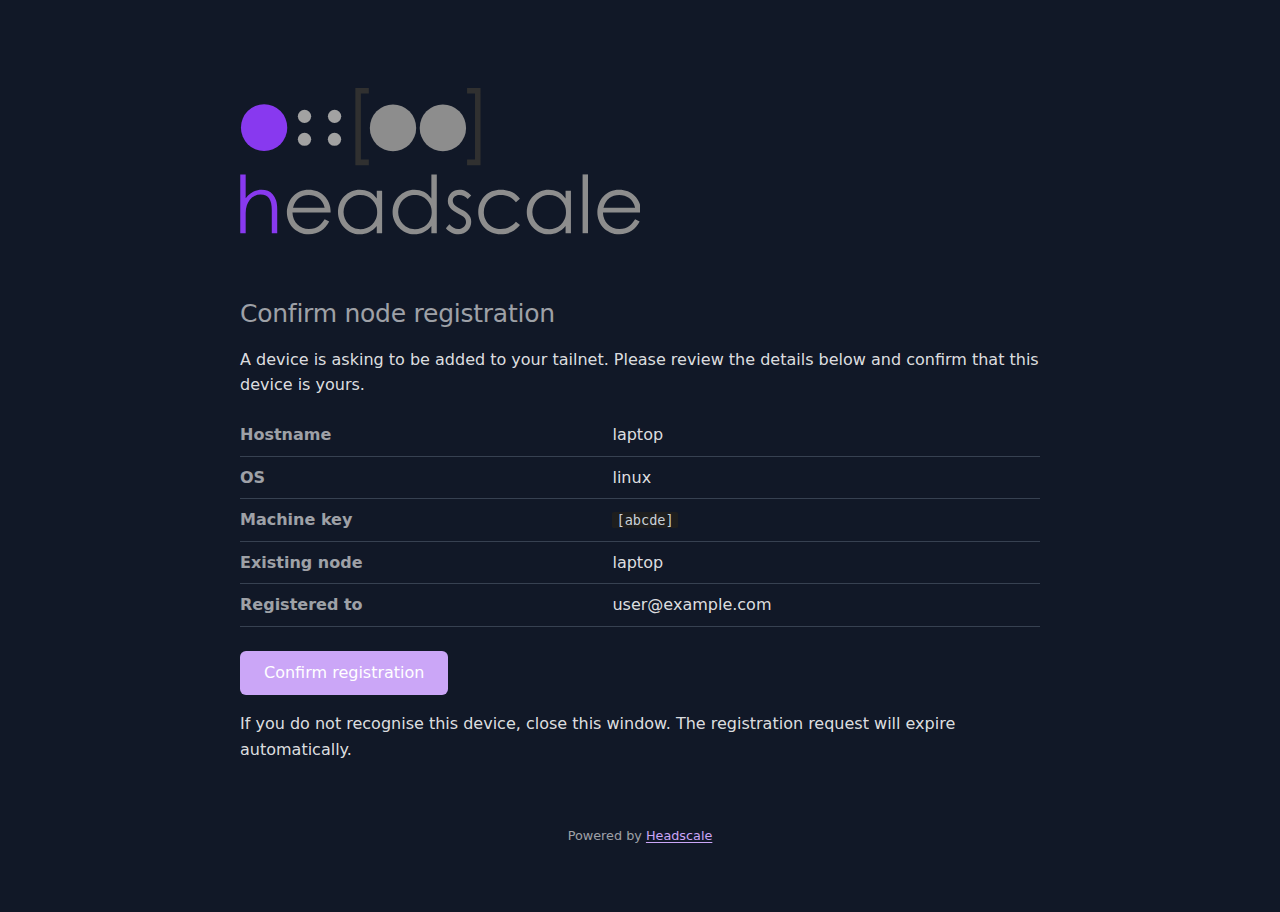 headscale
Confirm node registration
A device is asking to be added to your tailnet. Please review the details below and confirm that this
device is yours.
Hostname laptop
OS linux
Machine key [abcde]
Existing node laptop
Registered to user@example.com
Confirm registration
If you do not recognise this device, close this window. The registration request will expire
automatically.
Powered by Headscale